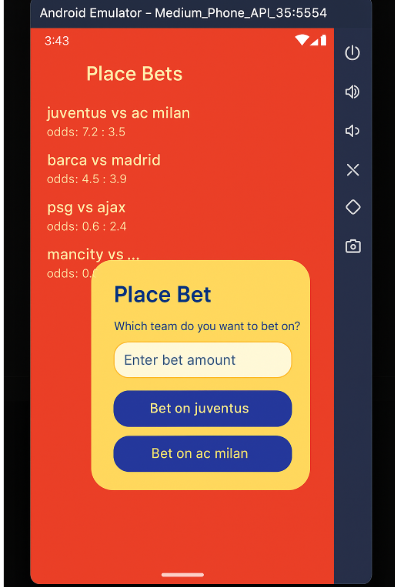 Android Emulator – Medium_Phone_API_35:5554
3:43
Place Bets
juventus vs ac milan
odds: 7.2 : 3.5
barca vs madrid
odds: 4.5 : 3.9
psg vs ajax
odds: 0.6 : 2.4
mancity vs ...
odds: 0.
Place Bet
Which team do you want to bet on?
Enter bet amount
Bet on juventus
Bet on ac milan